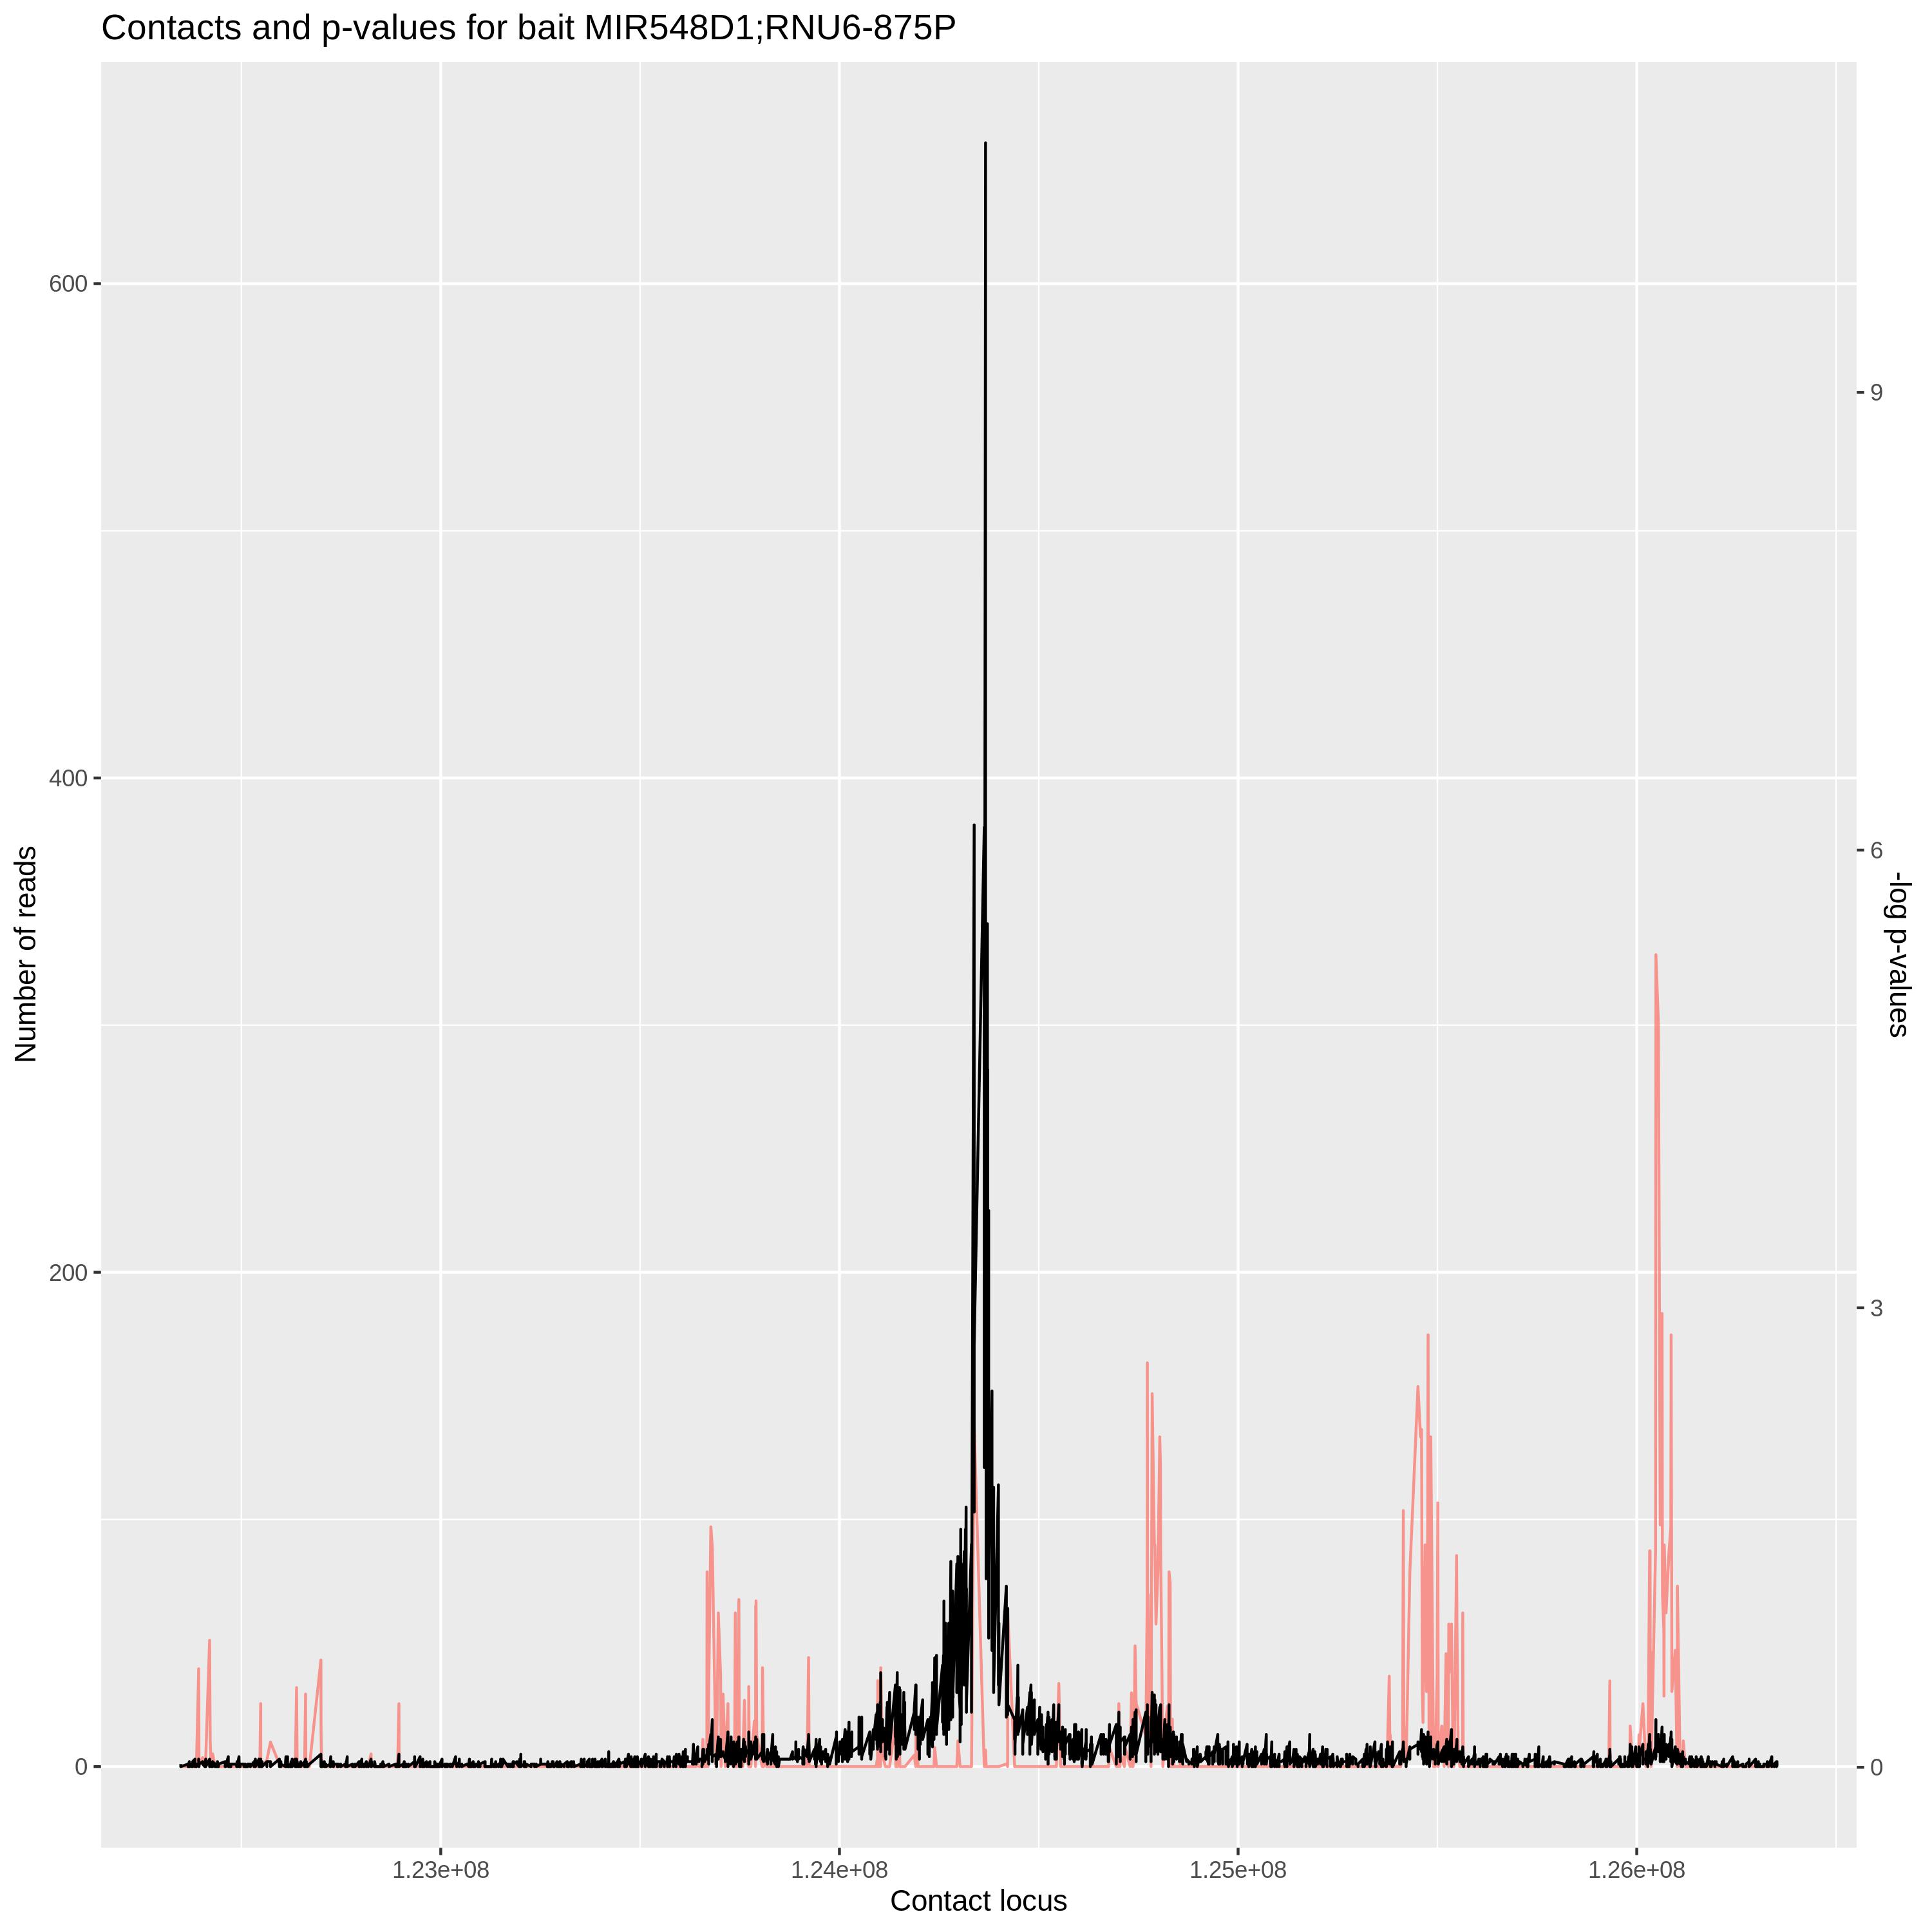 Contacts and p-values for bait MIR548D1;RNU6-875P
600
400
200
0
Number of reads
9
6
3
0
-log p-values
1.23e+08
1.24e+08
1.25e+08
1.26e+08
Contact locus